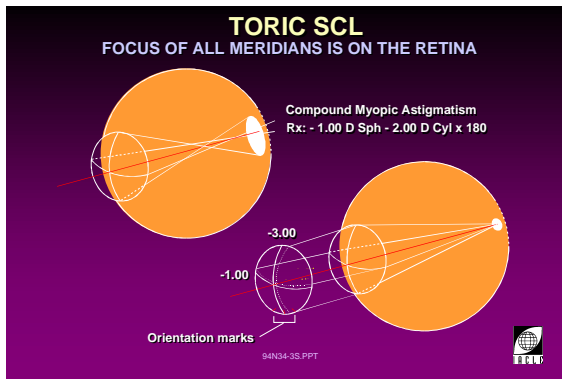 TORIC SCL
FOCUS OF ALL MERIDIANS IS ON THE RETINA
Compound Myopic Astigmatism
Rx: - 1.00 D Sph - 2.00 D Cyl x 180
-3.00
-1.00
Orientation marks
94N34-3S.PPT
IACLE